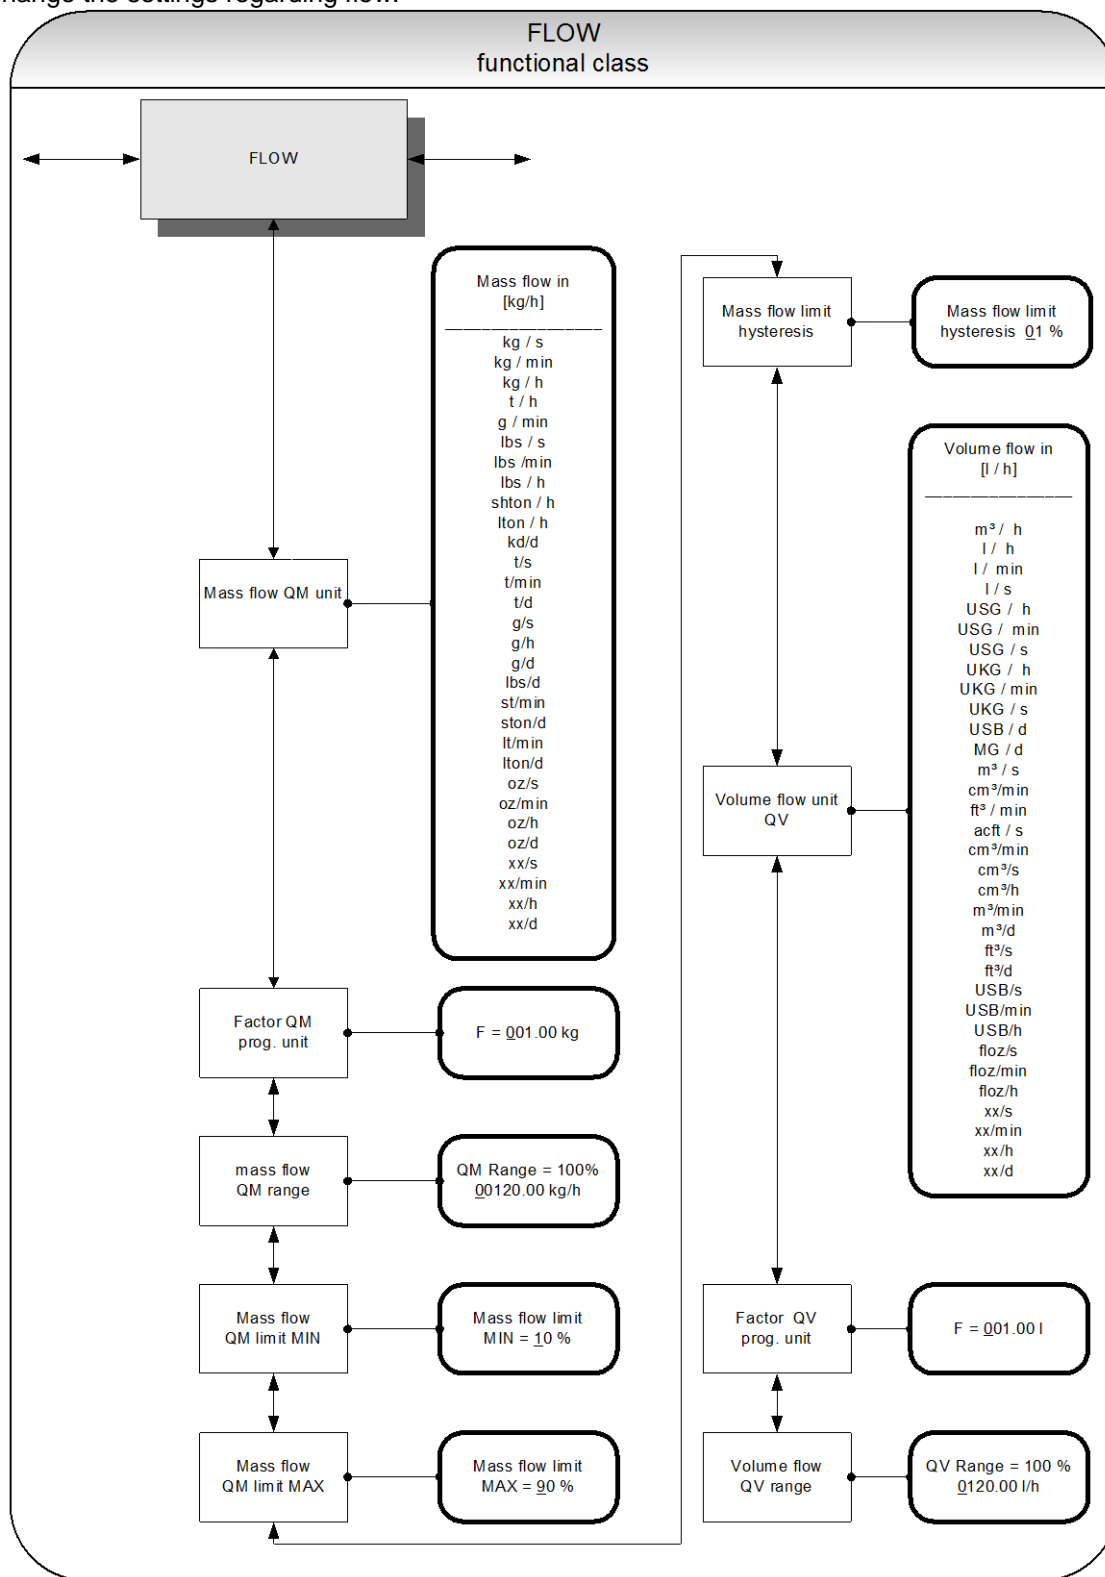 change the settings regarding flow.
FLOW
functional class
FLOW
Mass flow in
[kg/h]
kg / s
kg / min
kg / h
t / h
g / min
lbs / s
lbs /min
lbs / h
shton / h
lton / h
kd/d
t/s
t/min
t/d
g/s
g/h
g/d
lbs/d
st/min
ston/d
lt/min
lton/d
oz/s
oz/min
oz/h
oz/d
xx/s
xx/min
xx/h
xx/d
Mass flow QM unit
Factor QM
prog. unit
F = 001.00 kg
mass flow
QM range
QM Range = 100%
00120.00 kg/h
Mass flow
QM limit MIN
Mass flow limit
MIN = 10 %
Mass flow
QM limit MAX
Mass flow limit
MAX = 90 %
Mass flow limit
hysteresis
Mass flow limit
hysteresis 01 %
Volume flow in
[l / h]
m³ / h
l / h
l / min
l / s
USG / h
USG / min
USG / s
UKG / h
UKG / min
UKG / s
USB / d
MG / d
m³ / s
cm³/min
ft³ / min
acft / s
cm³/min
cm³/s
cm³/h
m³/min
m³/d
ft³/s
ft³/d
USB/s
USB/min
USB/h
floz/s
floz/min
floz/h
xx/s
xx/min
xx/h
xx/d
Volume flow unit
QV
Factor QV
prog. unit
F = 001.00 l
Volume flow
QV range
QV Range = 100 %
0120.00 l/h